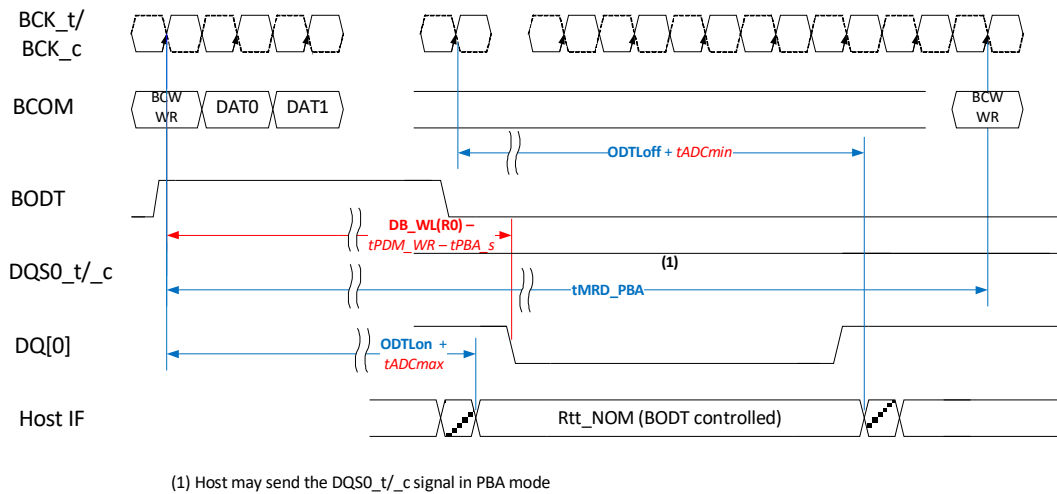 BCK_t/
BCK_c
BCOM
BCW
WR
DAT0
DAT1
BCW
WR
ODTLoff + tADCmin
BODT
DB_WL(R0) –
tPDM_WR – tPBA_s
DQS0_t/_c
(1)
tMRD_PBA
DQ[0]
ODTLon +
tADCmax
Host IF
Rtt_NOM (BODT controlled)
(1) Host may send the DQS0_t/_c signal in PBA mode